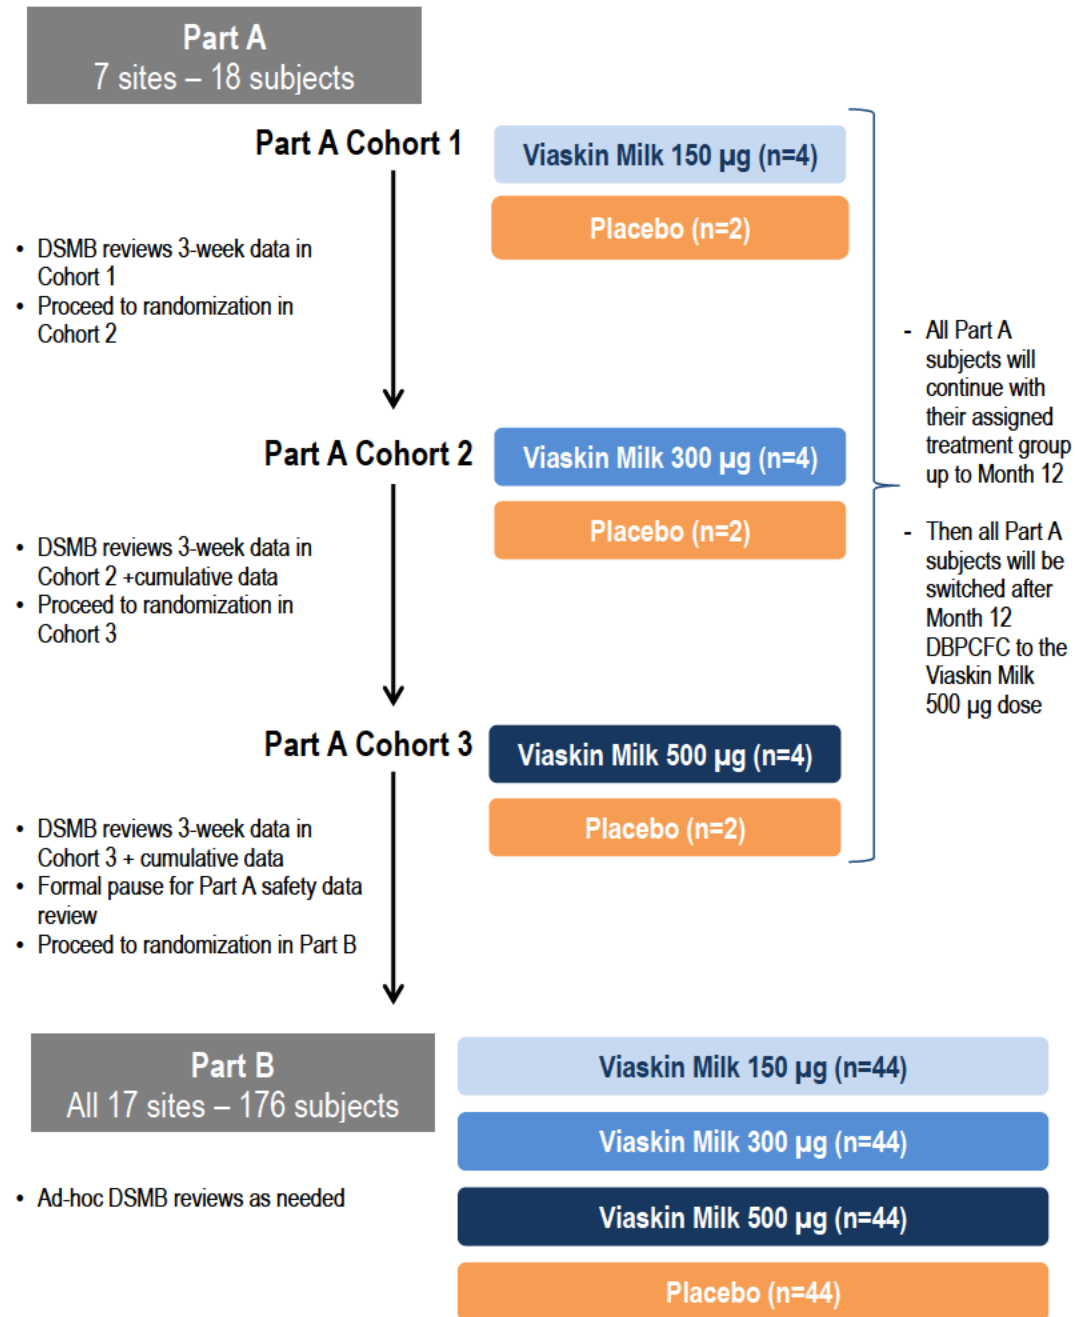 Part A
7 sites – 18 subjects
Part A Cohort 1
Viaskin Milk 150 µg (n=4)
Placebo (n=2)
• DSMB reviews 3-week data in
Cohort 1
• Proceed to randomization in
Cohort 2
Part A Cohort 2
Viaskin Milk 300 µg (n=4)
Placebo (n=2)
• DSMB reviews 3-week data in
Cohort 2 +cumulative data
• Proceed to randomization in
Cohort 3
Part A Cohort 3
Viaskin Milk 500 µg (n=4)
Placebo (n=2)
• DSMB reviews 3-week data in
Cohort 3 + cumulative data
• Formal pause for Part A safety data
review
• Proceed to randomization in Part B
- All Part A
subjects will
continue with
their assigned
treatment group
up to Month 12
- Then all Part A
subjects will be
switched after
Month 12
DBPCFC to the
Viaskin Milk
500 µg dose
Part B
All 17 sites – 176 subjects
• Ad-hoc DSMB reviews as needed
Viaskin Milk 150 µg (n=44)
Viaskin Milk 300 µg (n=44)
Viaskin Milk 500 µg (n=44)
Placebo (n=44)